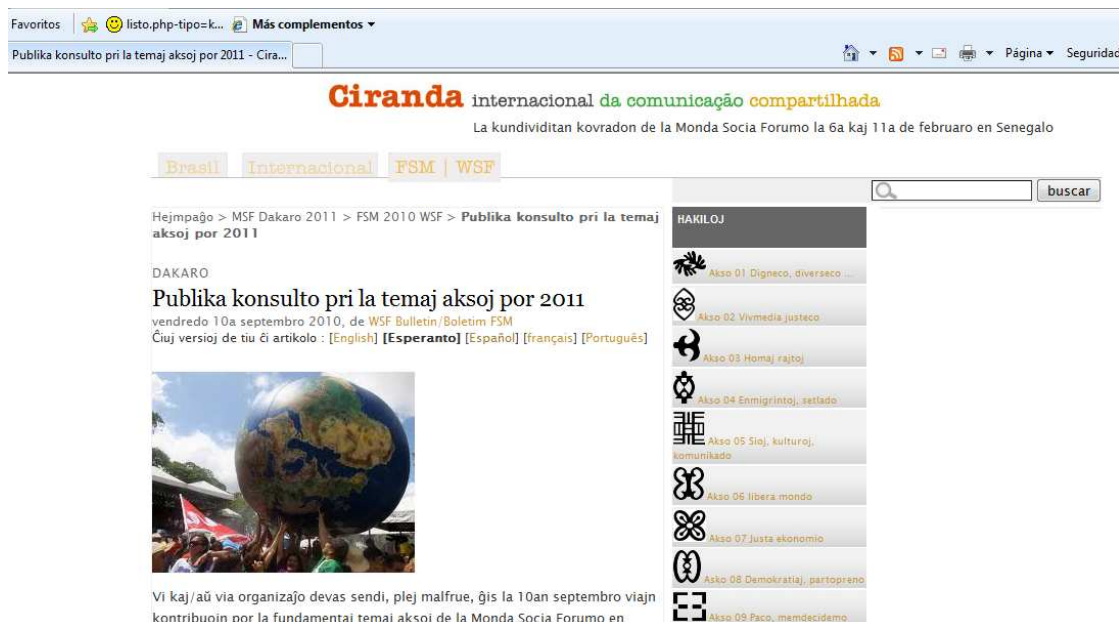 Favoritos listo.php-tipo=k... Más complementos
Publika konsulto pri la temaj aksoj por 2011 - Cira...
Página Seguridad
Ciranda internacional da comunicação compartilhada
La kundividitan kovradon de la Monda Socia Forumo la 6a kaj 11a de februaro en Senegalo
Brasil Internacional FSM | WSF
buscar
Hejmpaĝo > MSF Dakaro 2011 > FSM 2010 WSF > Publika konsulto pri la temaj
aksoj por 2011
DAKARO
Publika konsulto pri la temaj aksoj por 2011
vendredo 10a septembro 2010, de WSF Bulletin/Boletim FSM
Ĉiuj versioj de tiu ĉi artikolo : [English] [Esperanto] [Español] [français] [Português]
Vi kaj/aŭ via organizaĵo devas sendi, plej malfrue, ĝis la 10an septembro viajn
kontribuojn por la fundamentaj temaj aksoj de la Monda Socia Forumo en
HAKILOJ
Akso 01 Digneco, diverseco ...
Akso 02 Vivmedia justeco
Akso 03 Homaj rajtoj
Akso 04 Enmigrintoj, setlado
Akso 05 Sioj, kulturoj,
komunikado
Akso 06 libera mondo
Akso 07 Justa ekonomio
Asko 08 Demokratiaj, partopreno
Akso 09 Paco, memdecidemo